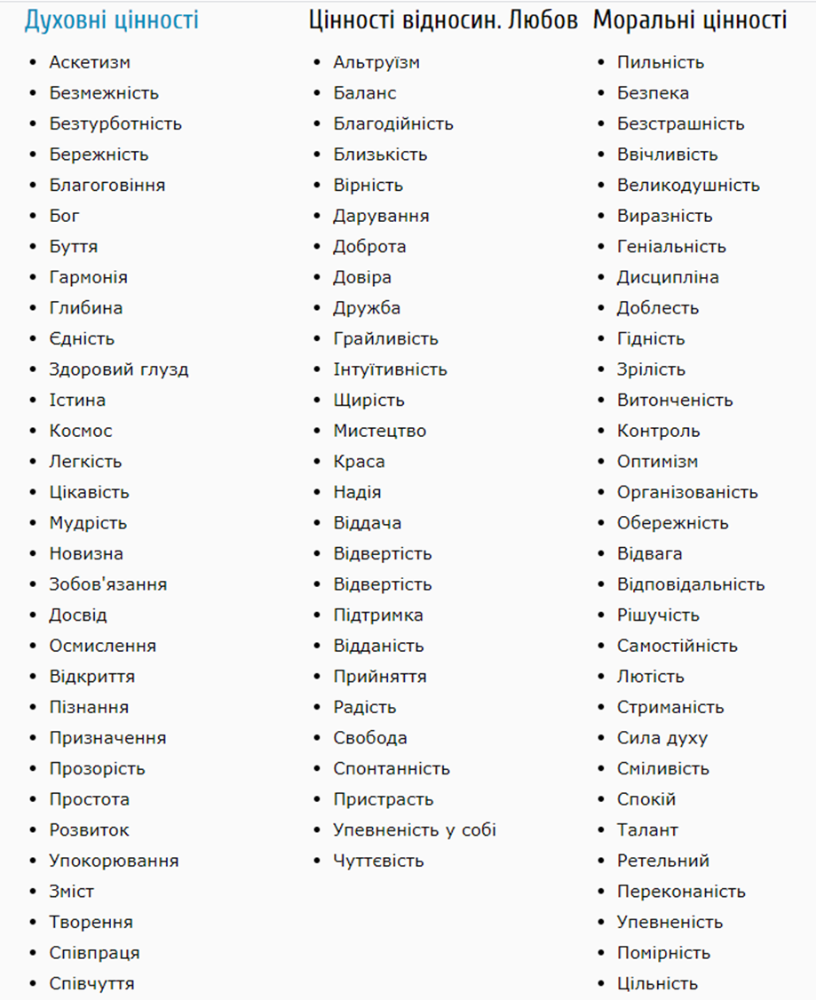 Духовні цінності
• Аскетизм
• Безмежність
• Безтурботність
• Бережність
• Благоговіння
• Бог
• Буття
• Гармонія
• Глибина
• Єдність
• Здоровий глузд
• Істина
• Космос
• Легкість
• Цікавість
• Мудрість
• Новизна
• Зобов'язання
• Досвід
• Осмислення
• Відкриття
• Пізнання
• Призначення
• Прозорість
• Простота
• Розвиток
• Упокорювання
• Зміст
• Творення
• Співпраця
• Співчуття
Цінності відносин. Любов
• Альтруїзм
• Баланс
• Благодійність
• Близькість
• Вірність
• Дарування
• Доброта
• Довіра
• Дружба
• Грайливість
• Інтуїтивність
• Щирість
• Мистецтво
• Краса
• Надія
• Віддача
• Відвертість
• Відвертість
• Підтримка
• Відданість
• Прийняття
• Радість
• Свобода
• Спонтанність
• Пристрасть
• Упевненість у собі
• Чуттєвість
Моральні цінності
• Пильність
• Безпека
• Безстрашність
• Ввічливість
• Великодушність
• Виразність
• Геніальність
• Дисципліна
• Доблесть
• Гідність
• Зрілість
• Витонченість
• Контроль
• Оптимізм
• Організованість
• Обережність
• Відвага
• Відповідальність
• Рішучість
• Самостійність
• Лютість
• Стриманість
• Сила духу
• Сміливість
• Спокій
• Талант
• Ретельний
• Переконаність
• Упевненість
• Помірність
• Цільність